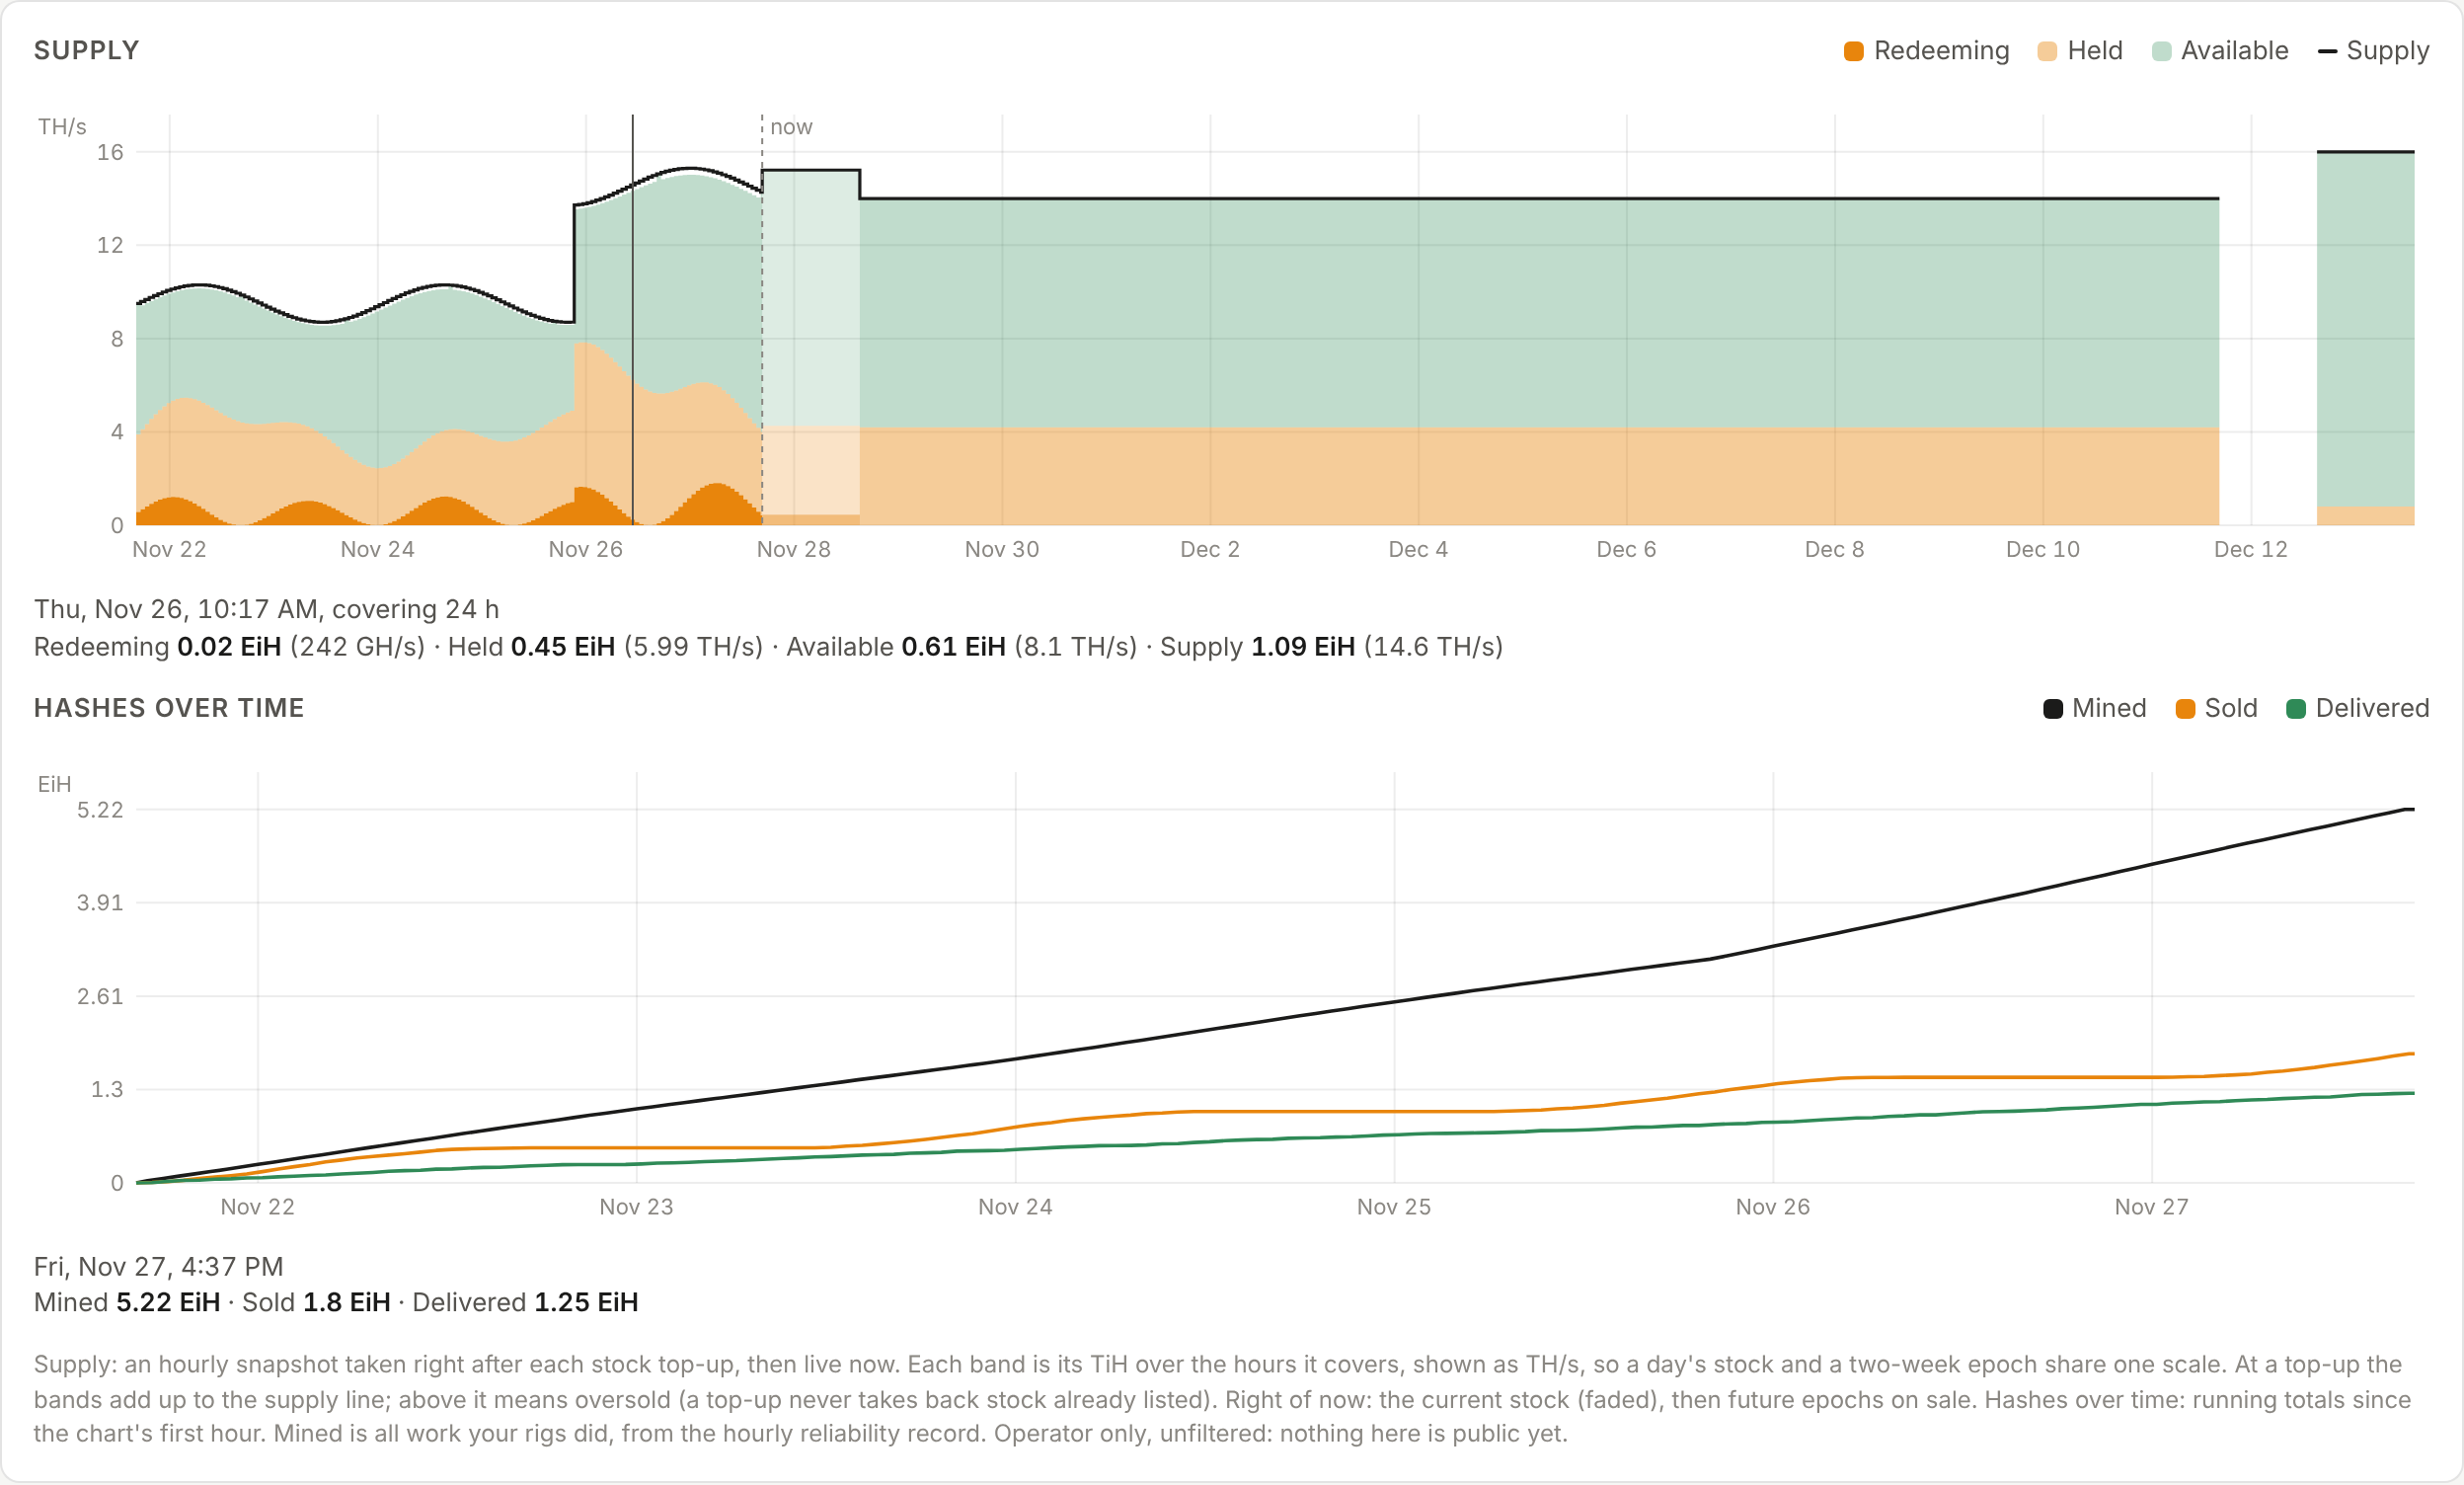 SUPPLY
Redeeming Held Available Supply
TH/s
now
16
12
8
4
0
Nov 22 Nov 24 Nov 26 Nov 28 Nov 30 Dec 2 Dec 4 Dec 6 Dec 8 Dec 10 Dec 12
Thu, Nov 26, 10:17 AM, covering 24 h
Redeeming 0.02 EiH (242 GH/s) · Held 0.45 EiH (5.99 TH/s) · Available 0.61 EiH (8.1 TH/s) · Supply 1.09 EiH (14.6 TH/s)
HASHES OVER TIME
Mined Sold Delivered
EiH
5.22
3.91
2.61
1.3
0
Nov 22 Nov 23 Nov 24 Nov 25 Nov 26 Nov 27
Fri, Nov 27, 4:37 PM
Mined 5.22 EiH · Sold 1.8 EiH · Delivered 1.25 EiH
Supply: an hourly snapshot taken right after each stock top-up, then live now. Each band is its TiH over the hours it covers, shown as TH/s, so a day's stock and a two-week epoch share one scale. At a top-up the
bands add up to the supply line; above it means oversold (a top-up never takes back stock already listed). Right of now: the current stock (faded), then future epochs on sale. Hashes over time: running totals since
the chart's first hour. Mined is all work your rigs did, from the hourly reliability record. Operator only, unfiltered: nothing here is public yet.